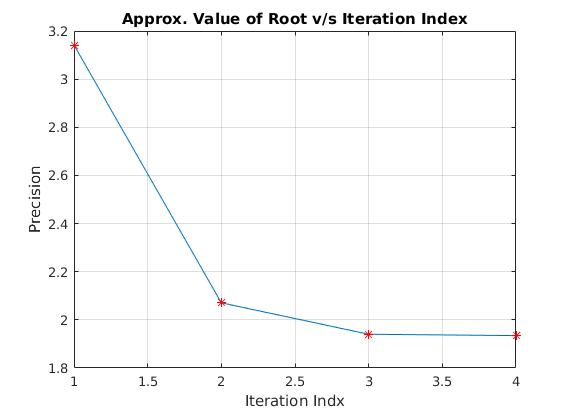 Approx. Value of Root v/s Iteration Index
3.2
3
2.8
2.6
2.4
2.2
2
1.8
Precision
1 1.5 2 2.5 3 3.5 4
Iteration Indx